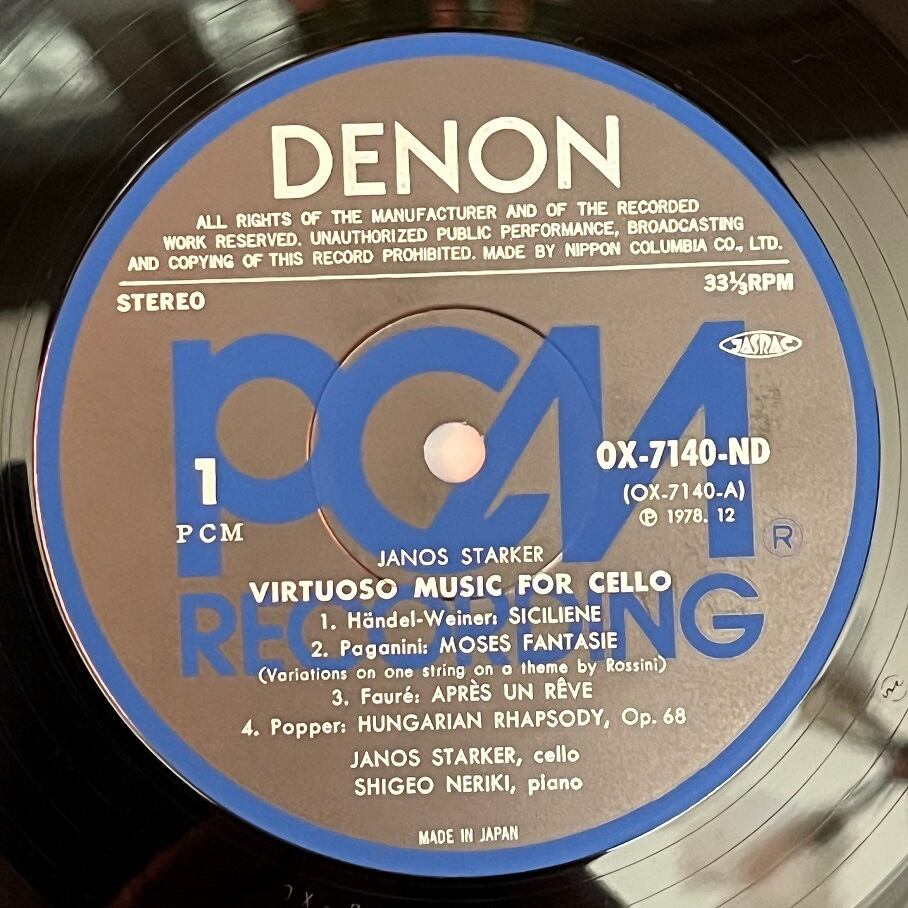 DENON
ALL RIGHTS OF THE MANUFACTURER AND OF THE RECORDED
WORK RESERVED. UNAUTHORIZED PUBLIC PERFORMANCE, BROADCASTING
AND COPYING OF THIS RECORD PROHIBITED. MADE BY NIPPON COLUMBIA CO., LTD.
STEREO
33⅓RPM
PCM
JASRAC
1
PCM
OX-7140-ND
(OX-7140-A)
℗ 1978. 12
®
RECORDING
JANOS STARKER
VIRTUOSO MUSIC FOR CELLO
1. Händel-Weiner: SICILIENE
2. Paganini: MOSES FANTASIE
(Variations on one string on a theme by Rossini)
3. Fauré: APRÈS UN RÊVE
4. Popper: HUNGARIAN RHAPSODY, Op. 68
JANOS STARKER, cello
SHIGEO NERIKI, piano
MADE IN JAPAN